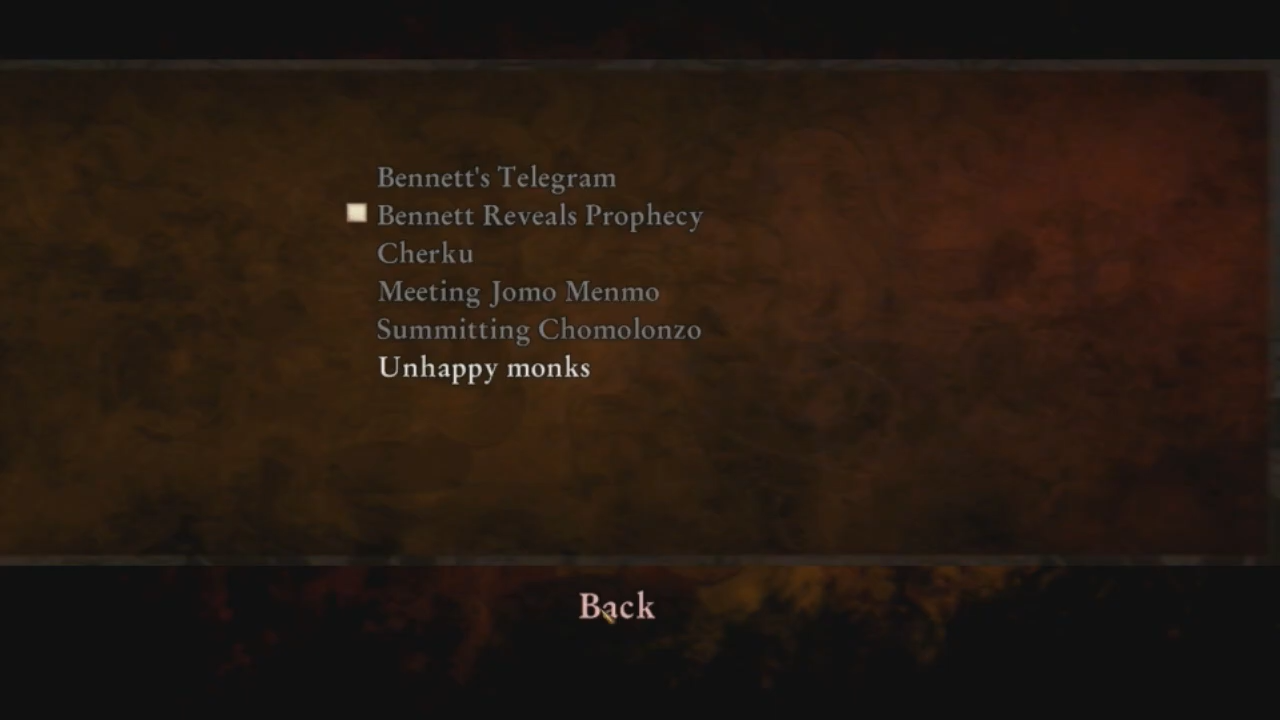 Bennett's Telegram
Bennett Reveals Prophecy
Cherku
Meeting Jomo Menmo
Summitting Chomolonzo
Unhappy monks
Back